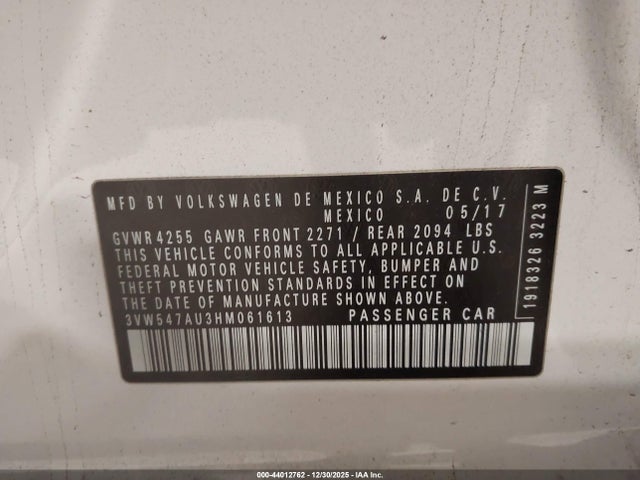 MFD BY VOLKSWAGEN DE MEXICO S.A. DE C.V.
MEXICO 05/17
GVWR 4255 GAWR FRONT 2271 / REAR 2094 LBS
THIS VEHICLE CONFORMS TO ALL APPLICABLE U.S.
FEDERAL MOTOR VEHICLE SAFETY, BUMPER AND
THEFT PREVENTION STANDARDS IN EFFECT ON
THE DATE OF MANUFACTURE SHOWN ABOVE.
3VW547AU3HM061613 PASSENGER CAR
1918326 3223 M
000-44012762 - 12/30/2025 - IAA Inc.